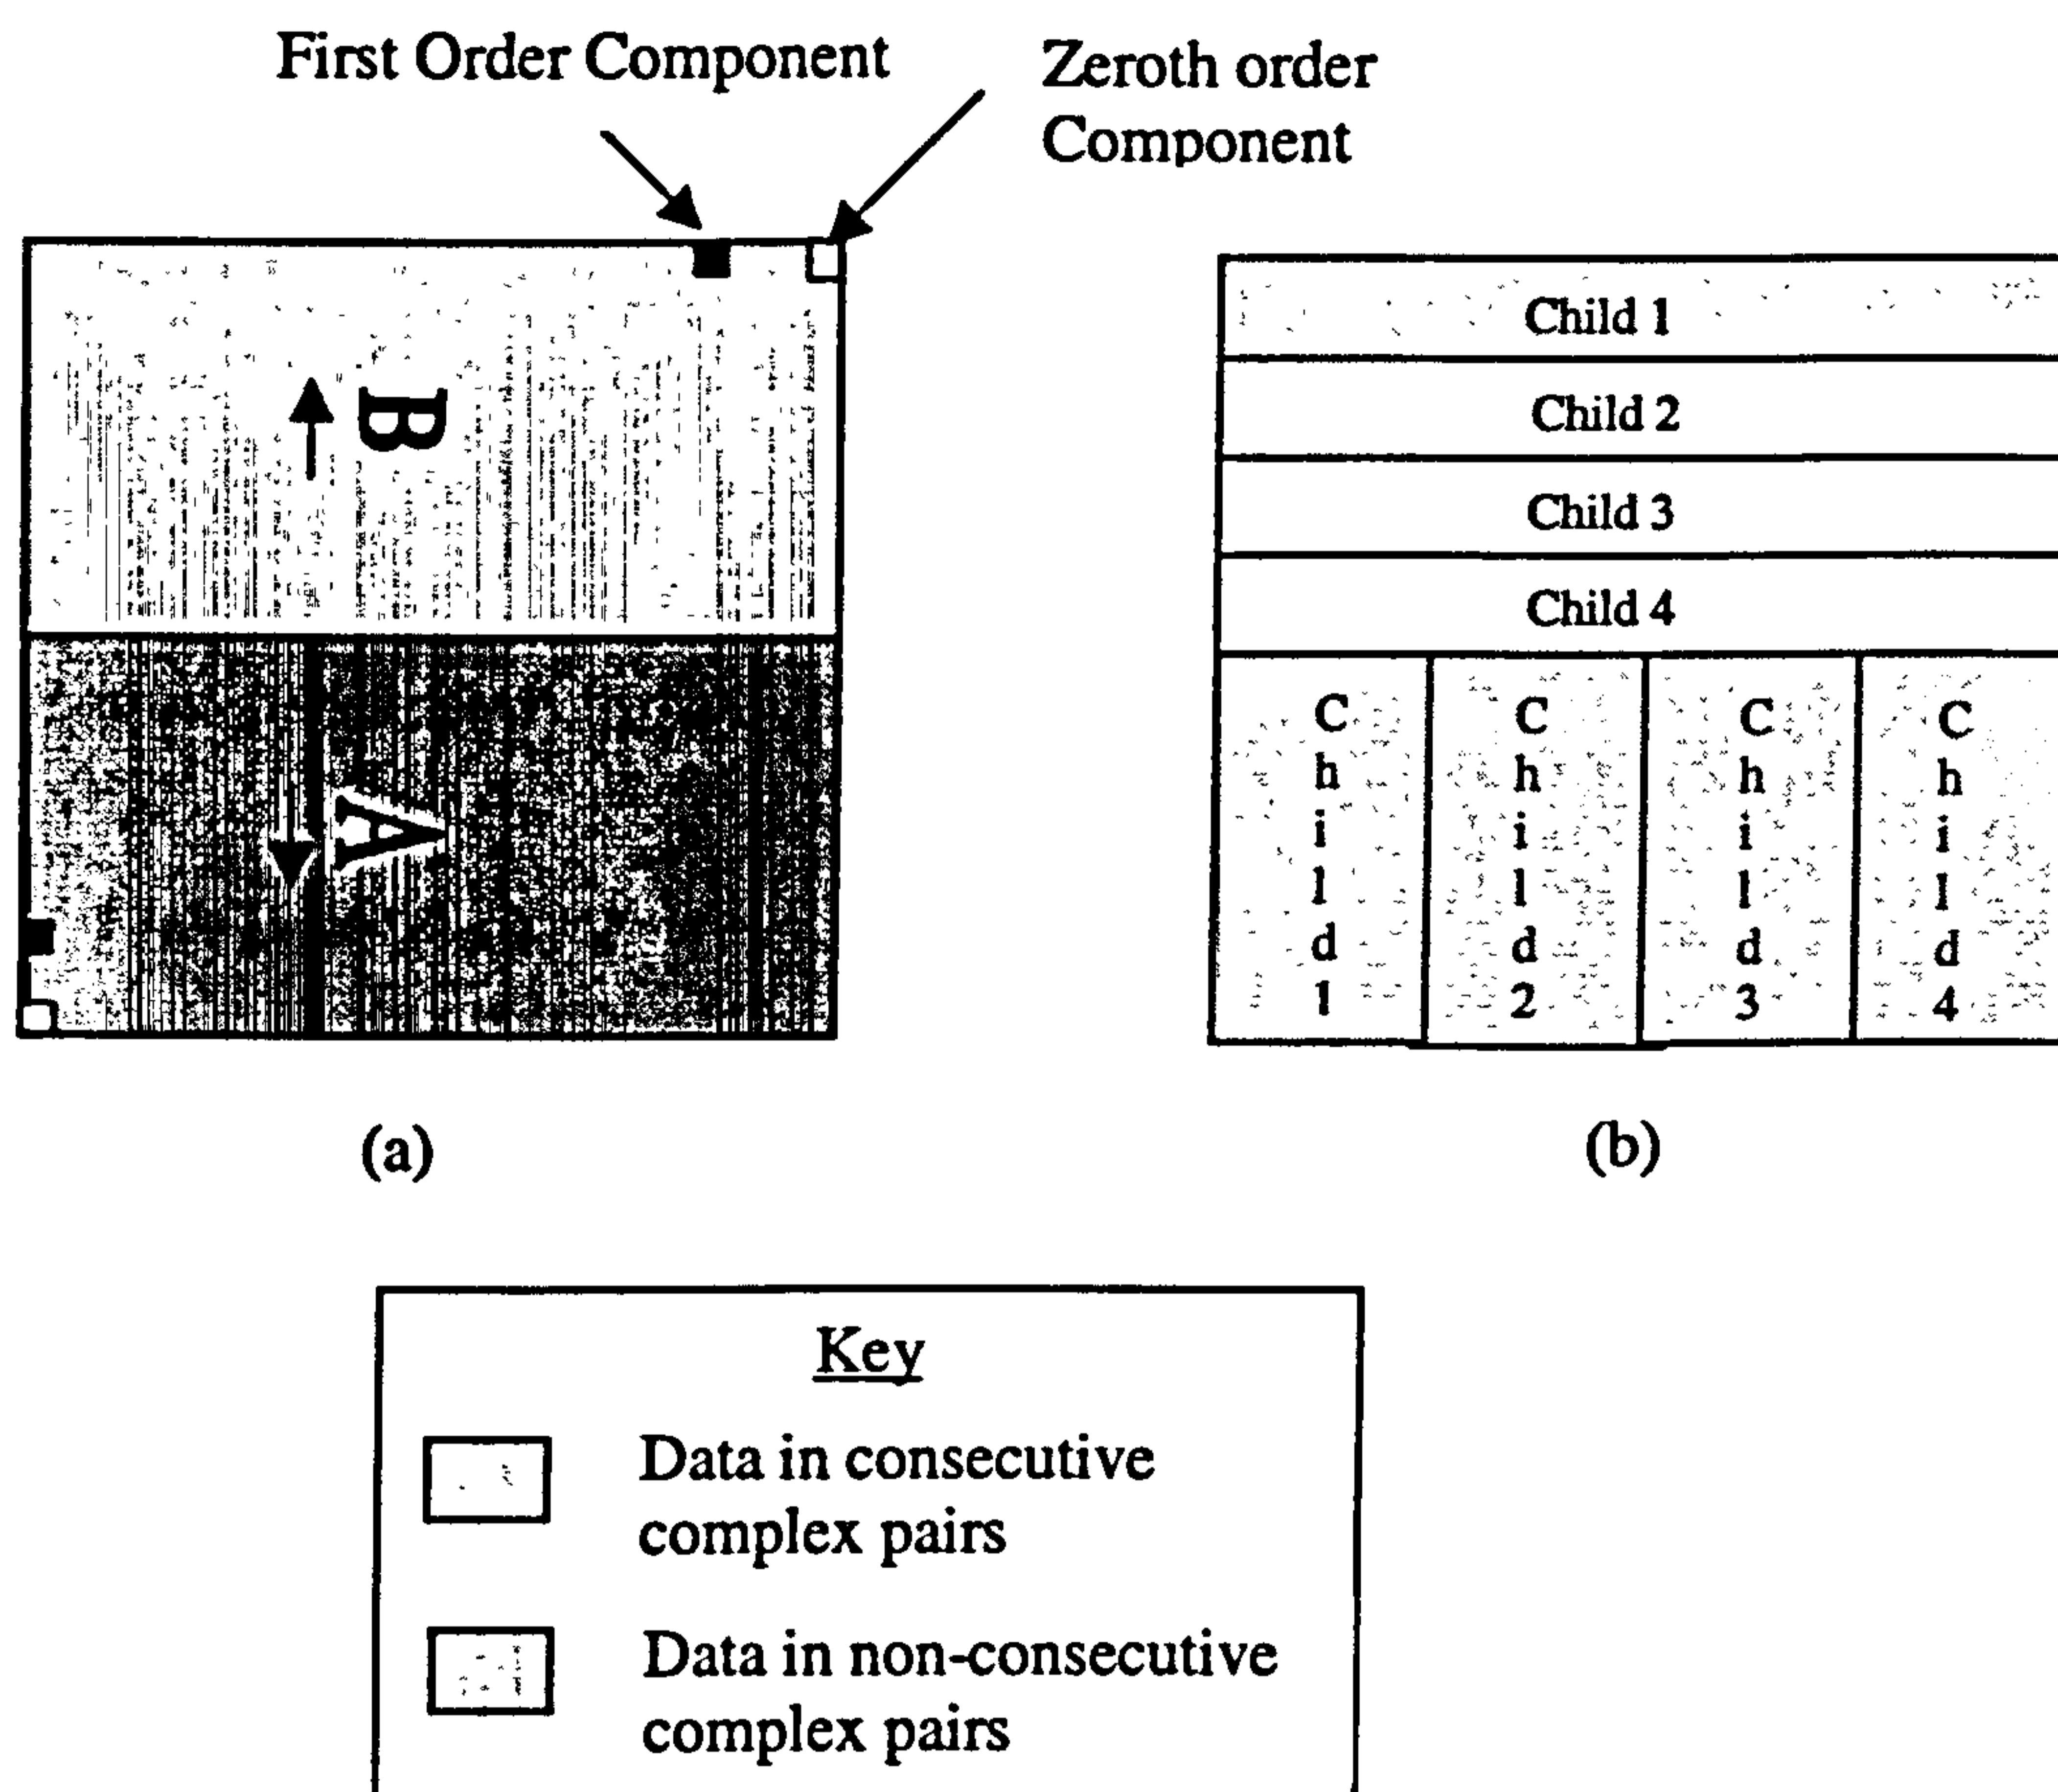 First Order Component
Zeroth order
Component
B
A
(a)
Child 1
Child 2
Child 3
Child 4
C h i l d 1
C h i l d 2
C h i l d 3
C h i l d 4
(b)
Key
Data in consecutive
complex pairs
Data in non-consecutive
complex pairs